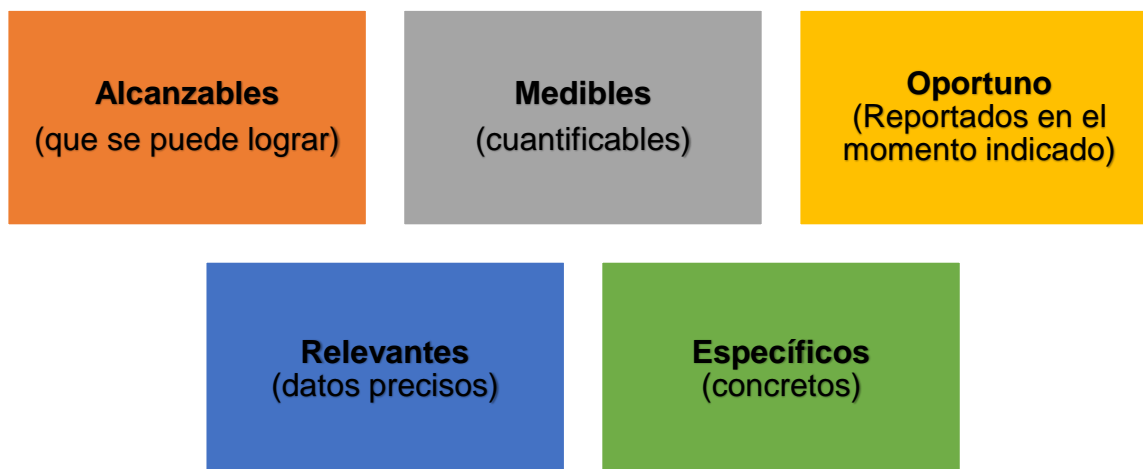 Alcanzables
(que se puede lograr)
Medibles
(cuantificables)
Oportuno
(Reportados en el
momento indicado)
Relevantes
(datos precisos)
Específicos
(concretos)